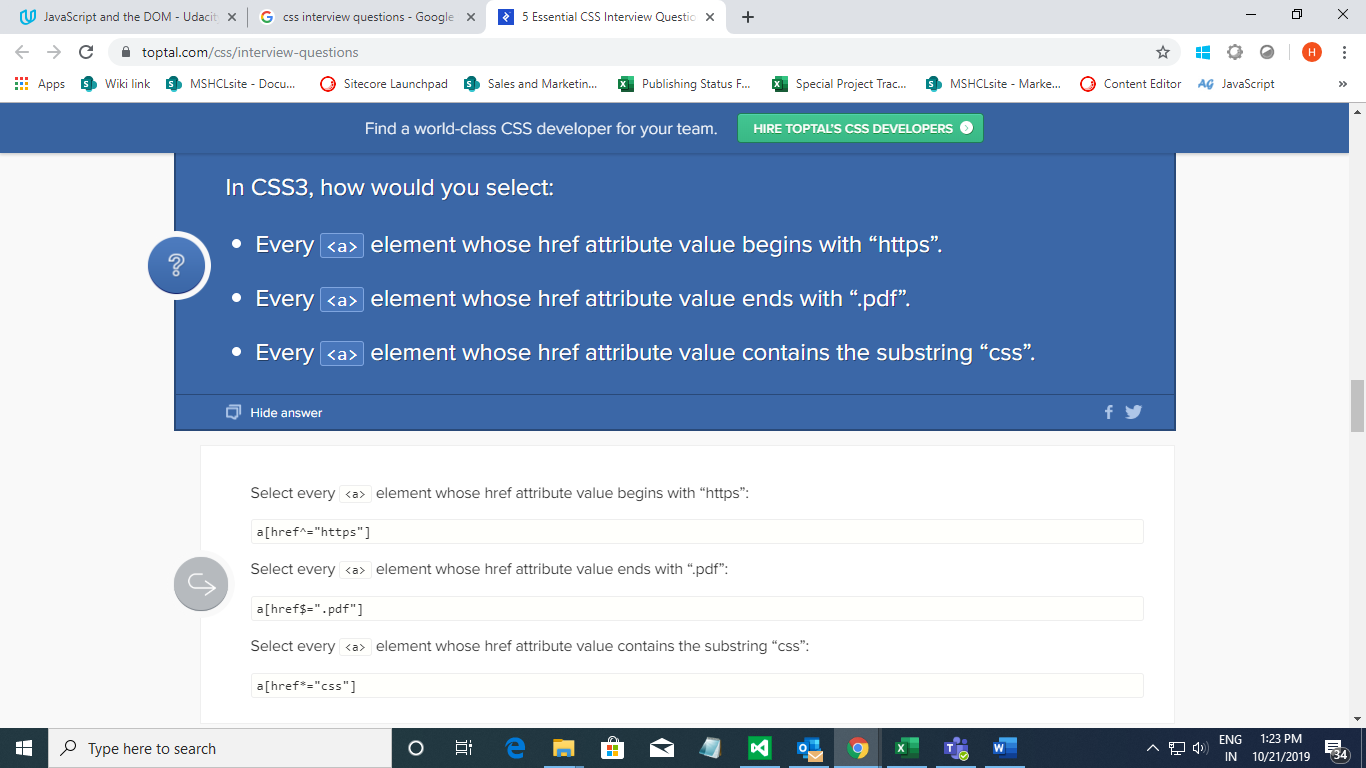 JavaScript and the DOM - Udacit
css interview questions - Google
5 Essential CSS Interview Questio
toptal.com/css/interview-questions
H
Apps
Wiki link
MSHCLsite - Docu...
Sitecore Launchpad
Sales and Marketin...
Publishing Status F...
Special Project Trac...
MSHCLsite - Marke...
Content Editor
AG JavaScript
»
Find a world-class CSS developer for your team.
HIRE TOPTAL'S CSS DEVELOPERS
In CSS3, how would you select:
• Every <a> element whose href attribute value begins with “https”.
?
• Every <a> element whose href attribute value ends with “.pdf”.
• Every <a> element whose href attribute value contains the substring “css”.
Hide answer
Select every <a> element whose href attribute value begins with “https”:
a[href^="https"]
Select every <a> element whose href attribute value ends with “.pdf”:
a[href$=".pdf"]
Select every <a> element whose href attribute value contains the substring “css”:
a[href*="css"]
Type here to search
ENG
IN
1:23 PM
10/21/2019
34